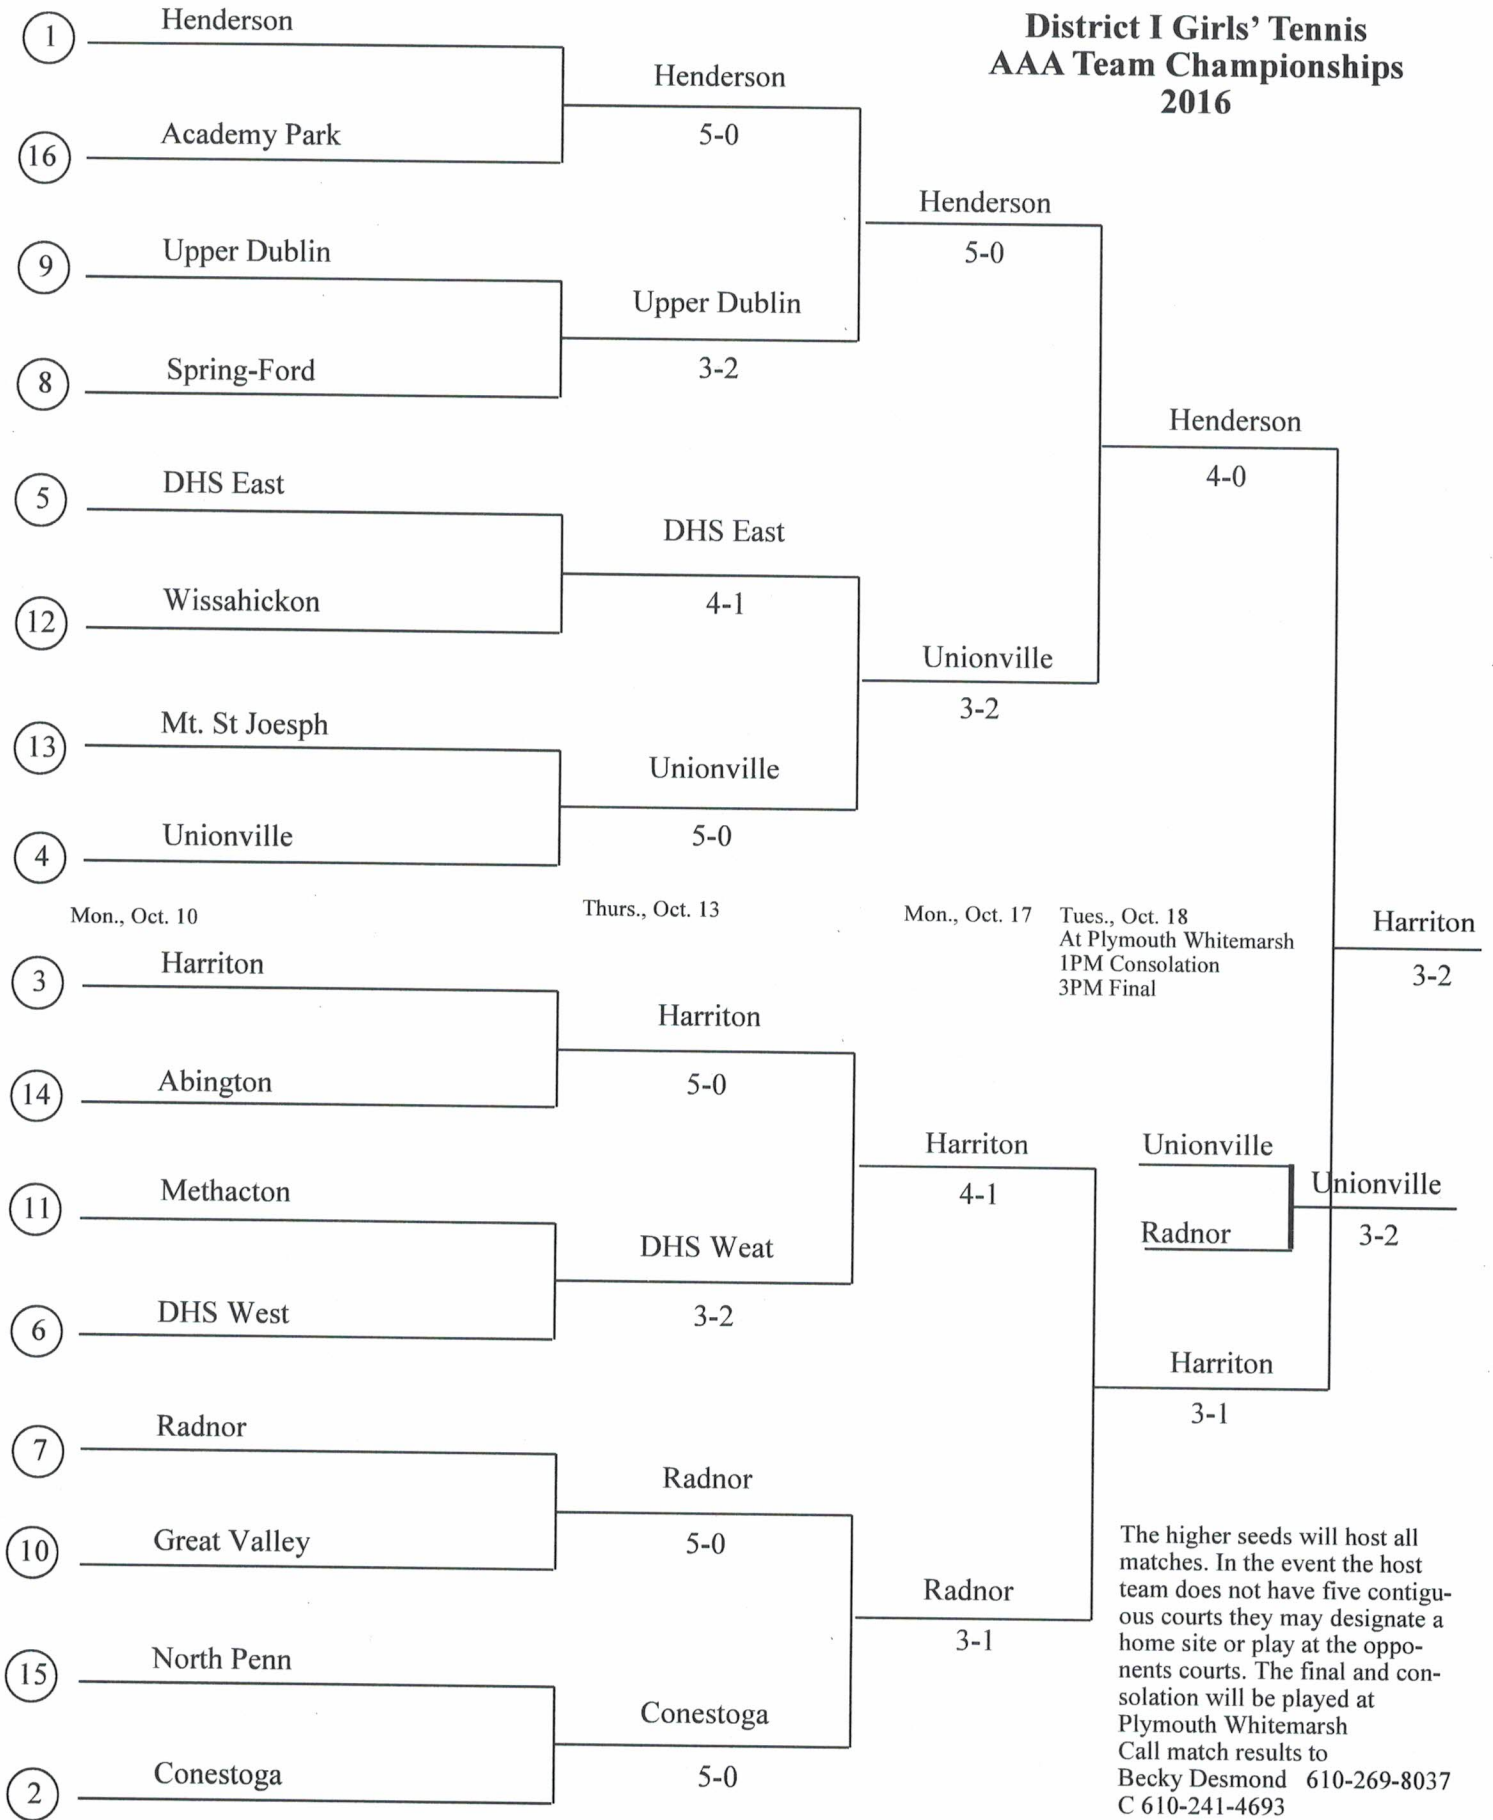 District I Girls' Tennis
AAA Team Championships
2016
1
Henderson
16
Academy Park
9
Upper Dublin
8
Spring-Ford
5
DHS East
12
Wissahickon
13
Mt. St Joesph
4
Unionville
Henderson
5-0
Upper Dublin
3-2
DHS East
4-1
Unionville
5-0
Henderson
5-0
Unionville
3-2
Henderson
4-0
Mon., Oct. 10
Thurs., Oct. 13
Mon., Oct. 17
Tues., Oct. 18
At Plymouth Whitemarsh
1PM Consolation
3PM Final
Harriton
3-2
3
Harriton
14
Abington
11
Methacton
6
DHS West
7
Radnor
10
Great Valley
15
North Penn
2
Conestoga
Harriton
5-0
DHS Weat
3-2
Radnor
5-0
Conestoga
5-0
Harriton
4-1
Radnor
3-1
Unionville
Radnor
Unionville
3-2
Harriton
3-1
The higher seeds will host all
matches. In the event the host
team does not have five contigu-
ous courts they may designate a
home site or play at the oppo-
nents courts. The final and con-
solation will be played at
Plymouth Whitemarsh
Call match results to
Becky Desmond 610-269-8037
C 610-241-4693